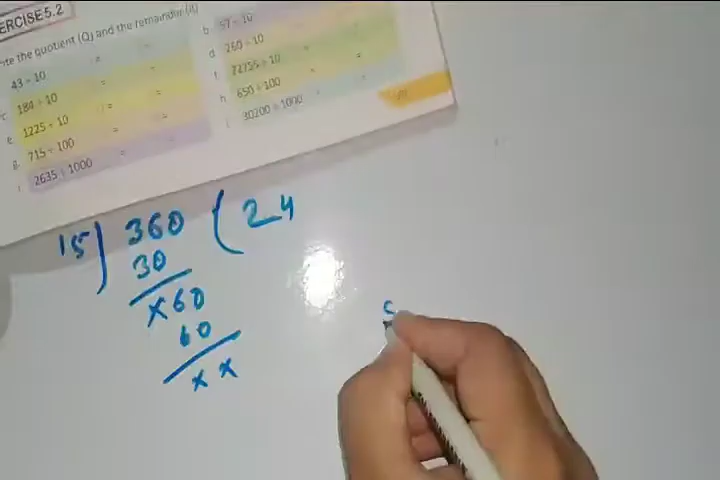 ERCISE 5.2
ite the quotient (Q) and the remainder (R)
43 ÷ 10 = -
b. 57 ÷ 10
c. 184 ÷ 10 = -
d. 260 ÷ 10
e. 1225 ÷ 10 = =
f. 72755 ÷ 10
g. 715 ÷ 100 = =
h. 650 ÷ 100
i. 2635 ÷ 1000 = -
30200 ÷ 1000
15 ) 360 ( 24
30
x60
60
x x